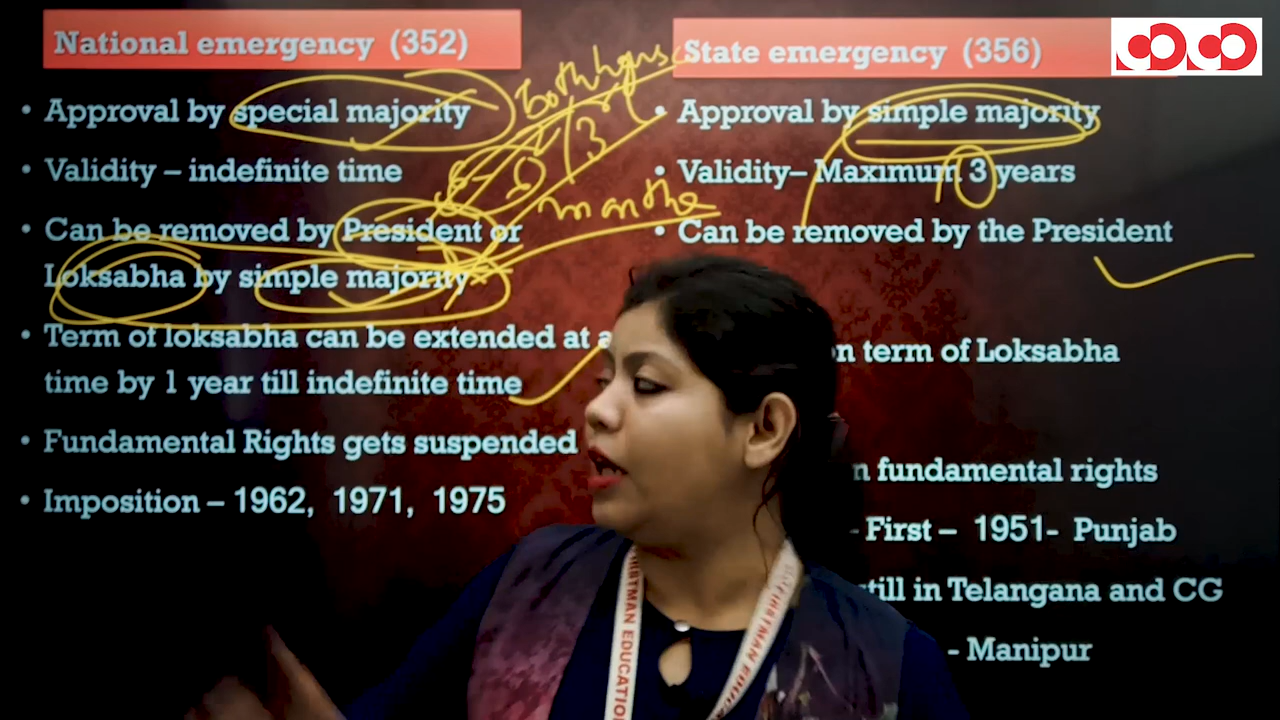 National emergency (352)
• Approval by special majority
• Validity – indefinite time
• Can be removed by President or
Loksabha by simple majority
• Term of loksabha can be extended at a
time by 1 year till indefinite time
• Fundamental Rights gets suspended
• Imposition – 1962, 1971, 1975
both
2/3
months
State emergency (356)
• Approval by simple majority
• Validity– Maximum 3 years
• Can be removed by the President
n term of Loksabha
n fundamental rights
- First – 1951- Punjab
till in Telangana and CG
- Manipur
FIRSTMAN EDUCATION
FIRSTMAN EDUCA